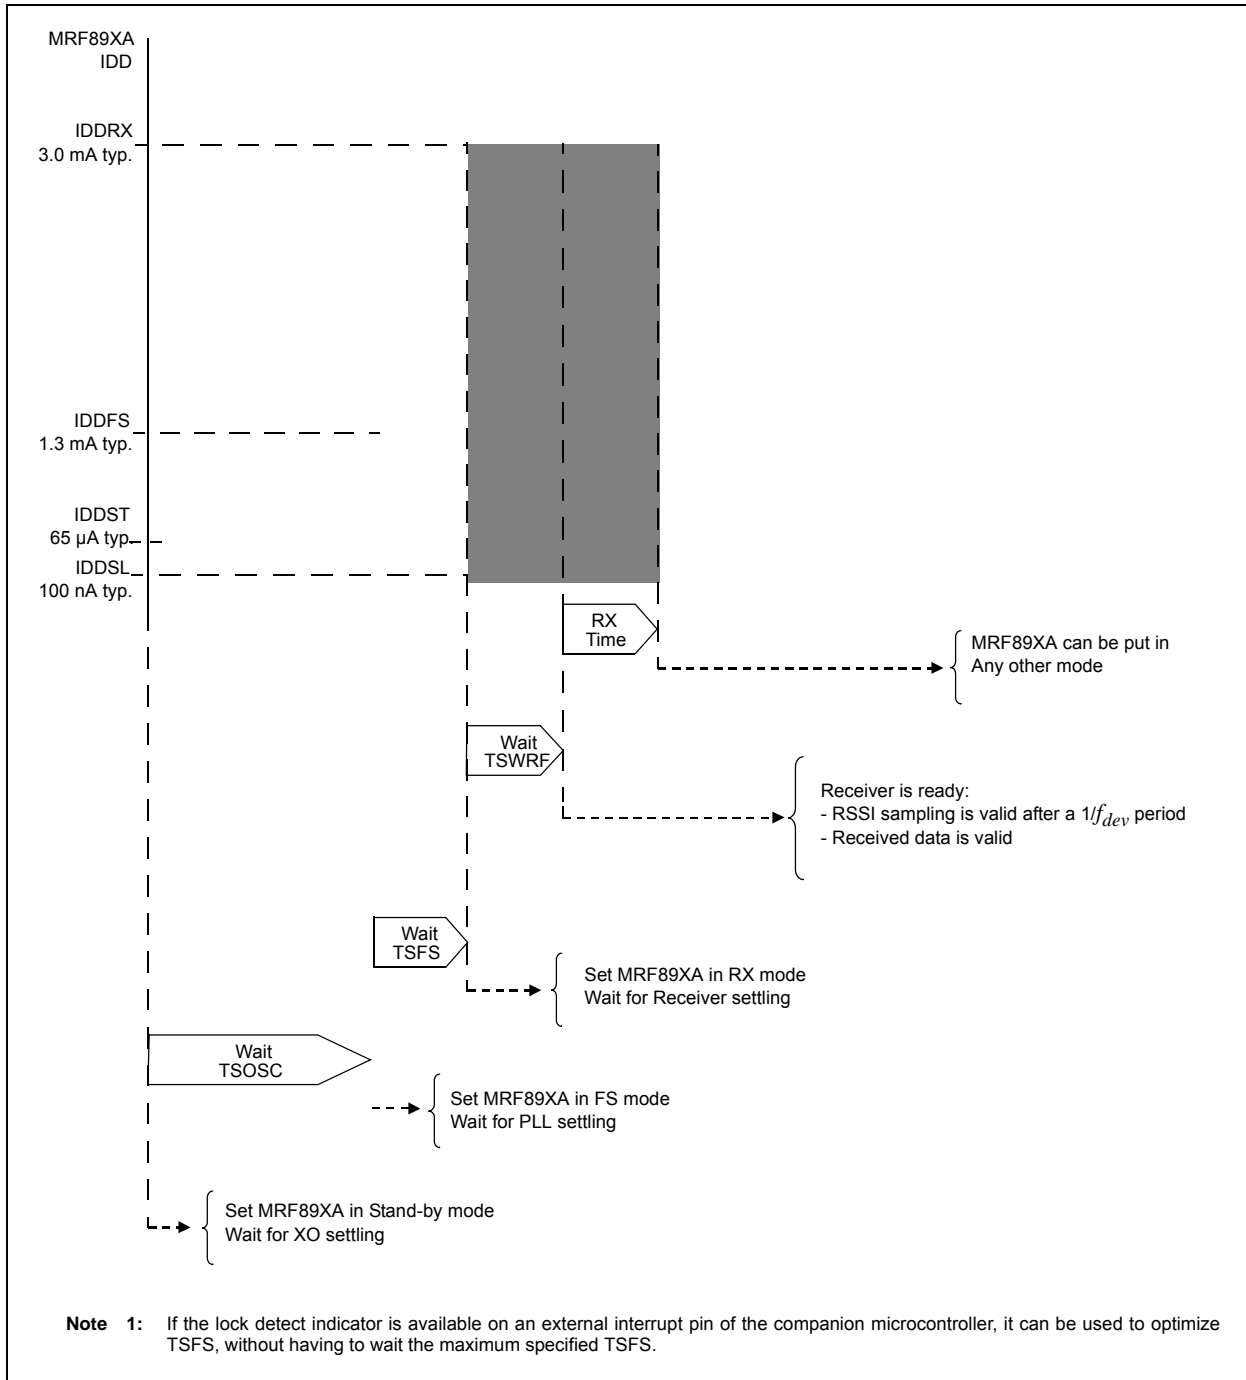 MRF89XA
IDD
IDDRX
3.0 mA typ.
IDDFS
1.3 mA typ.
IDDST
65 µA typ.
IDDSL
100 nA typ.
RX
Time
MRF89XA can be put in
Any other mode
Wait
TSWRF
Receiver is ready:
- RSSI sampling is valid after a 1/fdev period
- Received data is valid
Wait
TSFS
Set MRF89XA in RX mode
Wait for Receiver settling
Wait
TSOSC
Set MRF89XA in FS mode
Wait for PLL settling
Set MRF89XA in Stand-by mode
Wait for XO settling
Note 1: If the lock detect indicator is available on an external interrupt pin of the companion microcontroller, it can be used to optimize
TSFS, without having to wait the maximum specified TSFS.